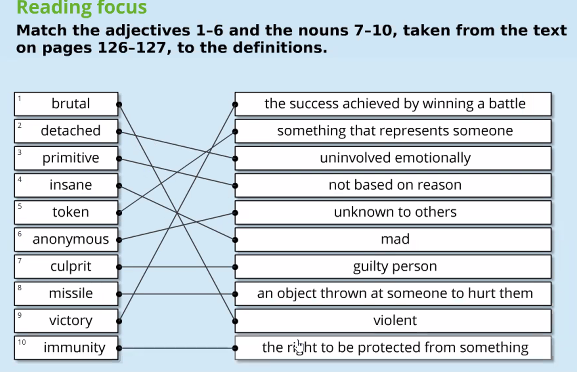 Reading focus
Match the adjectives 1–6 and the nouns 7–10, taken from the text
on pages 126–127, to the definitions.
1 brutal the success achieved by winning a battle
2 detached something that represents someone
3 primitive uninvolved emotionally
4 insane not based on reason
5 token unknown to others
6 anonymous mad
7 culprit guilty person
8 missile an object thrown at someone to hurt them
9 victory violent
10 immunity the right to be protected from something